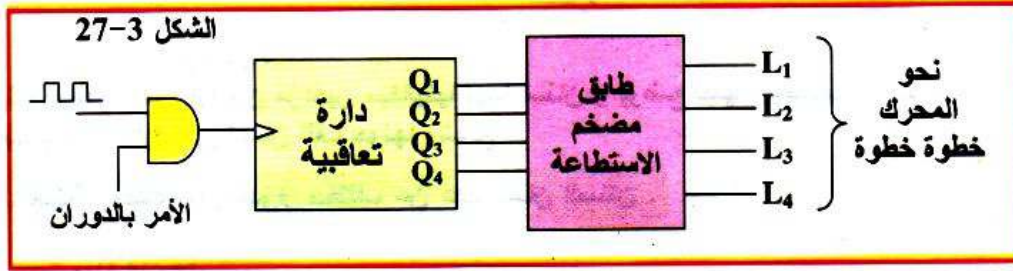 الشكل 3-27
Q1
Q2
Q3
Q4
دارة
تعاقبية
طابق
مضخم
الاستطاعة
L1
L2
L3
L4
نحو
المحرك
خطوة خطوة
الأمر بالدوران